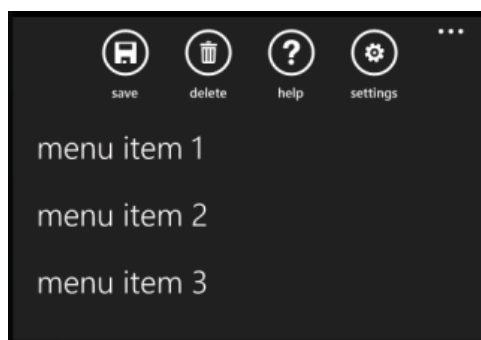 save delete help settings
menu item 1
menu item 2
menu item 3